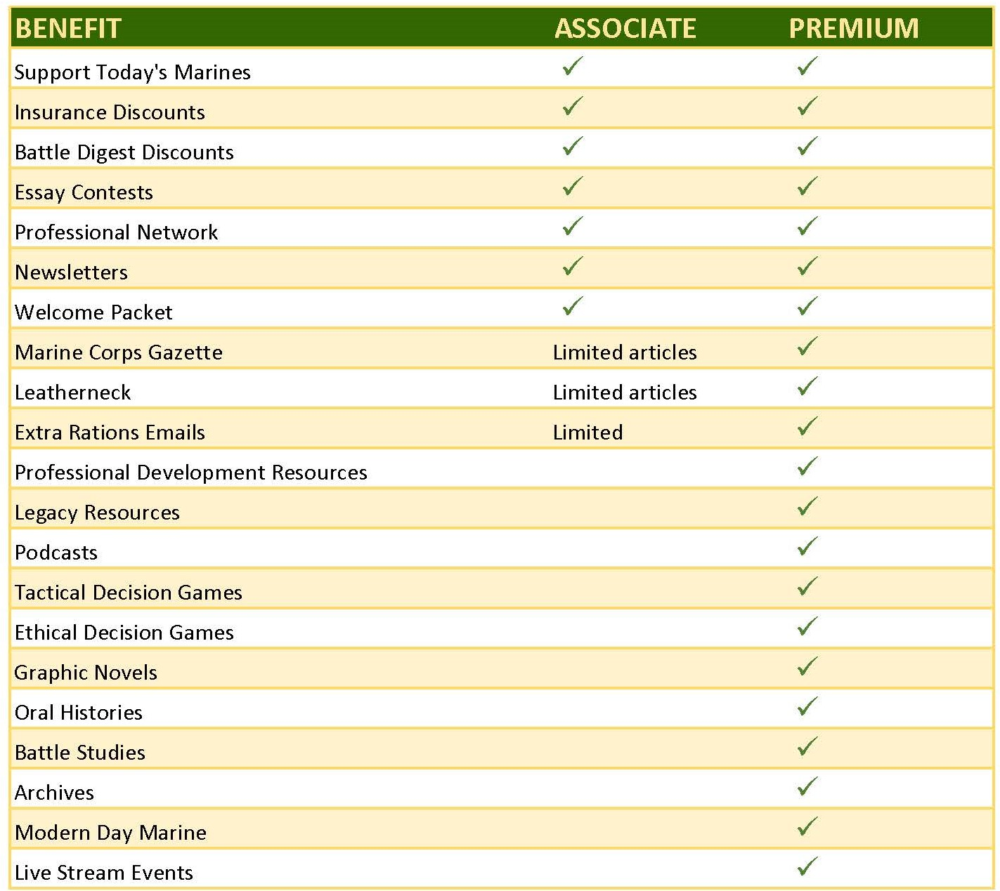 BENEFIT ASSOCIATE PREMIUM
Support Today's Marines ✓ ✓
Insurance Discounts ✓ ✓
Battle Digest Discounts ✓ ✓
Essay Contests ✓ ✓
Professional Network ✓ ✓
Newsletters ✓ ✓
Welcome Packet ✓ ✓
Marine Corps Gazette Limited articles ✓
Leatherneck Limited articles ✓
Extra Rations Emails Limited ✓
Professional Development Resources ✓
Legacy Resources ✓
Podcasts ✓
Tactical Decision Games ✓
Ethical Decision Games ✓
Graphic Novels ✓
Oral Histories ✓
Battle Studies ✓
Archives ✓
Modern Day Marine ✓
Live Stream Events ✓